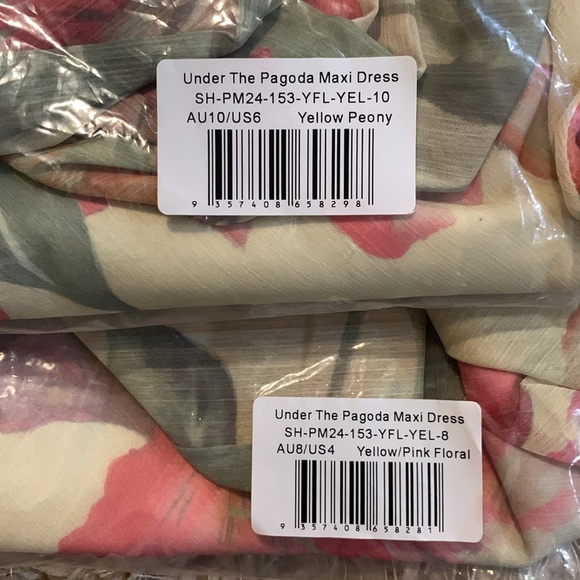 Under The Pagoda Maxi Dress
SH-PM24-153-YFL-YEL-10
AU10/US6 Yellow Peony
9 357408 658298
Under The Pagoda Maxi Dress
SH-PM24-153-YFL-YEL-8
AU8/US4 Yellow/Pink Floral
9 357408 658281